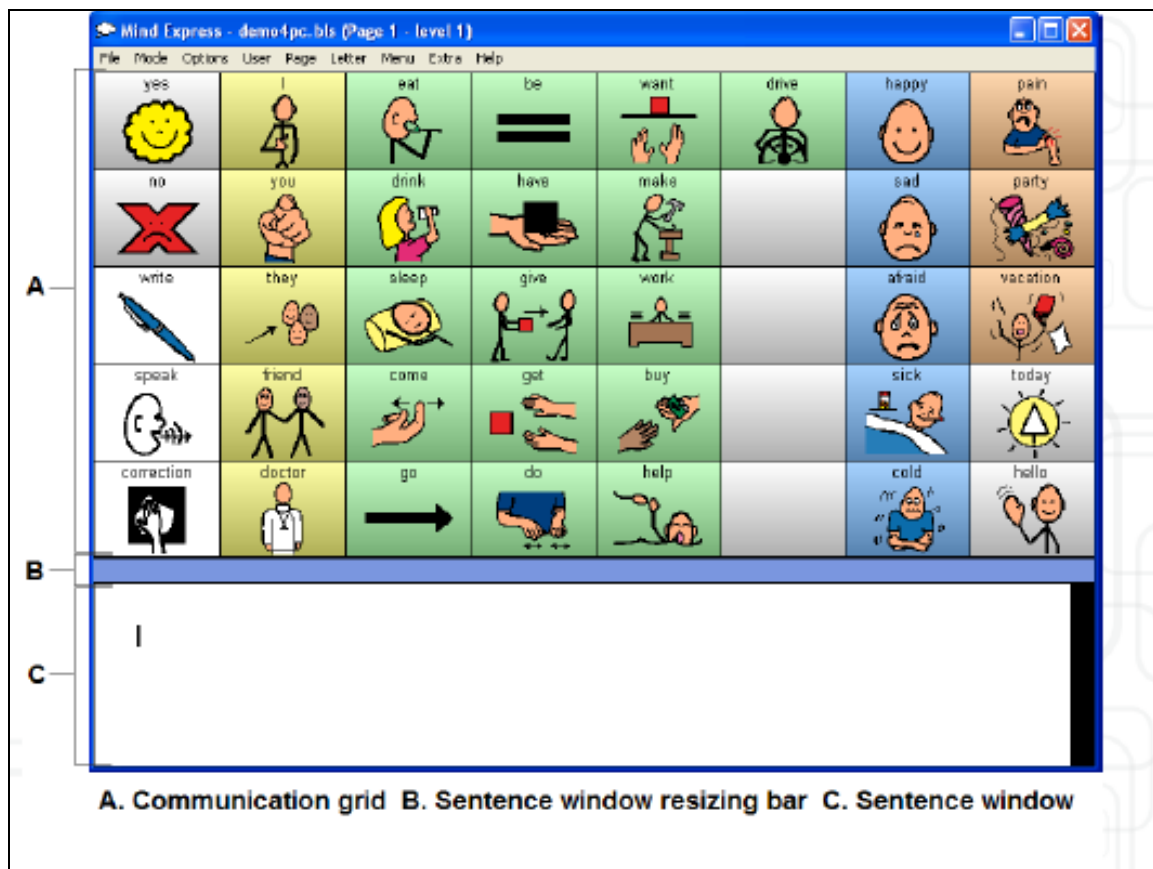 Mind Express - demo4pc.bls (Page 1 - level 1)
File Mode Options User Page Letter Menu Extra Help
yes I eat be want drive happy pain
no you drink have make sad party
A write they sleep give work afraid vacation
speak friend come get buy sick today
correction doctor go do help cold hello
B
C
A. Communication grid B. Sentence window resizing bar C. Sentence window